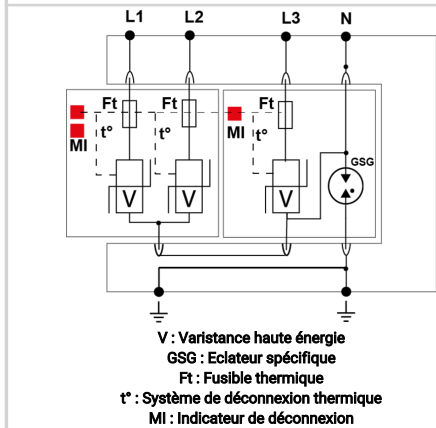 L1 L2 L3 N
Ft Ft Ft
MI t° t° MI t° GSG
V V V
V : Varistance haute énergie
GSG : Eclateur spécifique
Ft : Fusible thermique
t° : Système de déconnexion thermique
MI : Indicateur de déconnexion